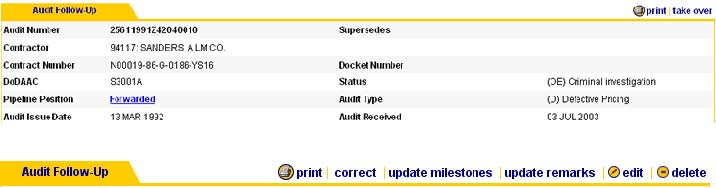 Audit Follow-Up print | take over
Audit Number 25611991Z42040010 Supersedes
Contractor 94117: SANDERS A LM CO.
Contract Number N00019-86-G-0186-YS16 Docket Number
DoDAAC S3001A Status (OE) Criminal investigation
Pipeline Position Forwarded Audit Type (D) Defective Pricing
Audit Issue Date 13 MAR 1992 Audit Received 03 JUL 2003
Audit Follow-Up print | correct | update milestones | update remarks | edit | delete